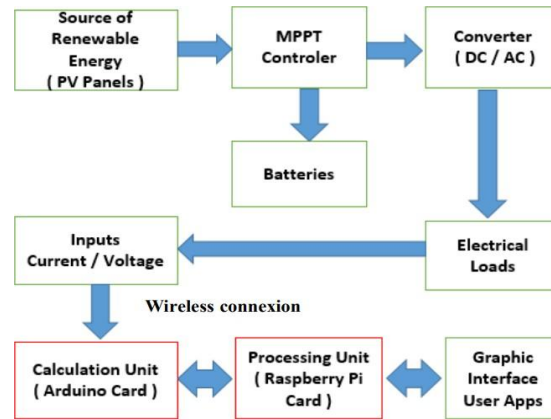 Source of
Renewable
Energy
( PV Panels )
MPPT
Controler
Converter
( DC / AC )
Batteries
Inputs
Current / Voltage
Electrical
Loads
Wireless connexion
Calculation Unit
( Arduino Card )
Processing Unit
( Raspberry Pi
Card )
Graphic
Interface
User Apps